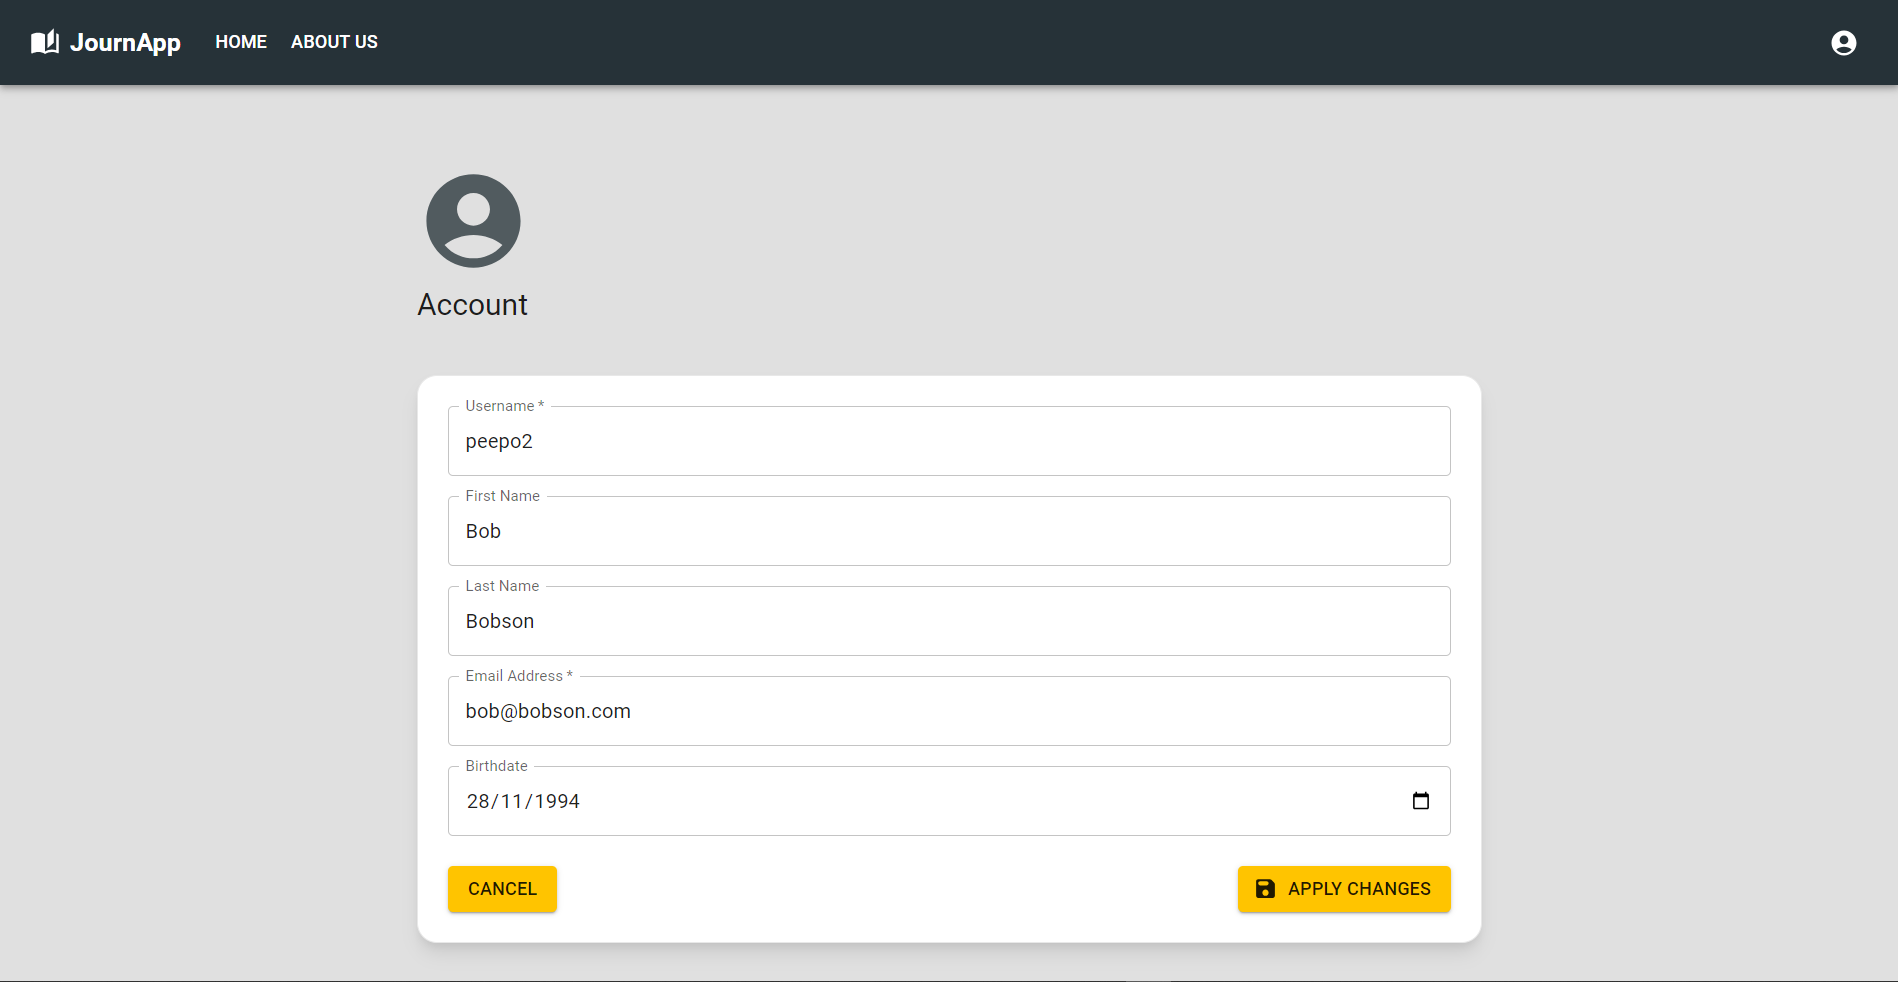 JournApp HOME ABOUT US
Account
Username *
peepo2
First Name
Bob
Last Name
Bobson
Email Address *
bob@bobson.com
Birthdate
28/11/1994
CANCEL APPLY CHANGES